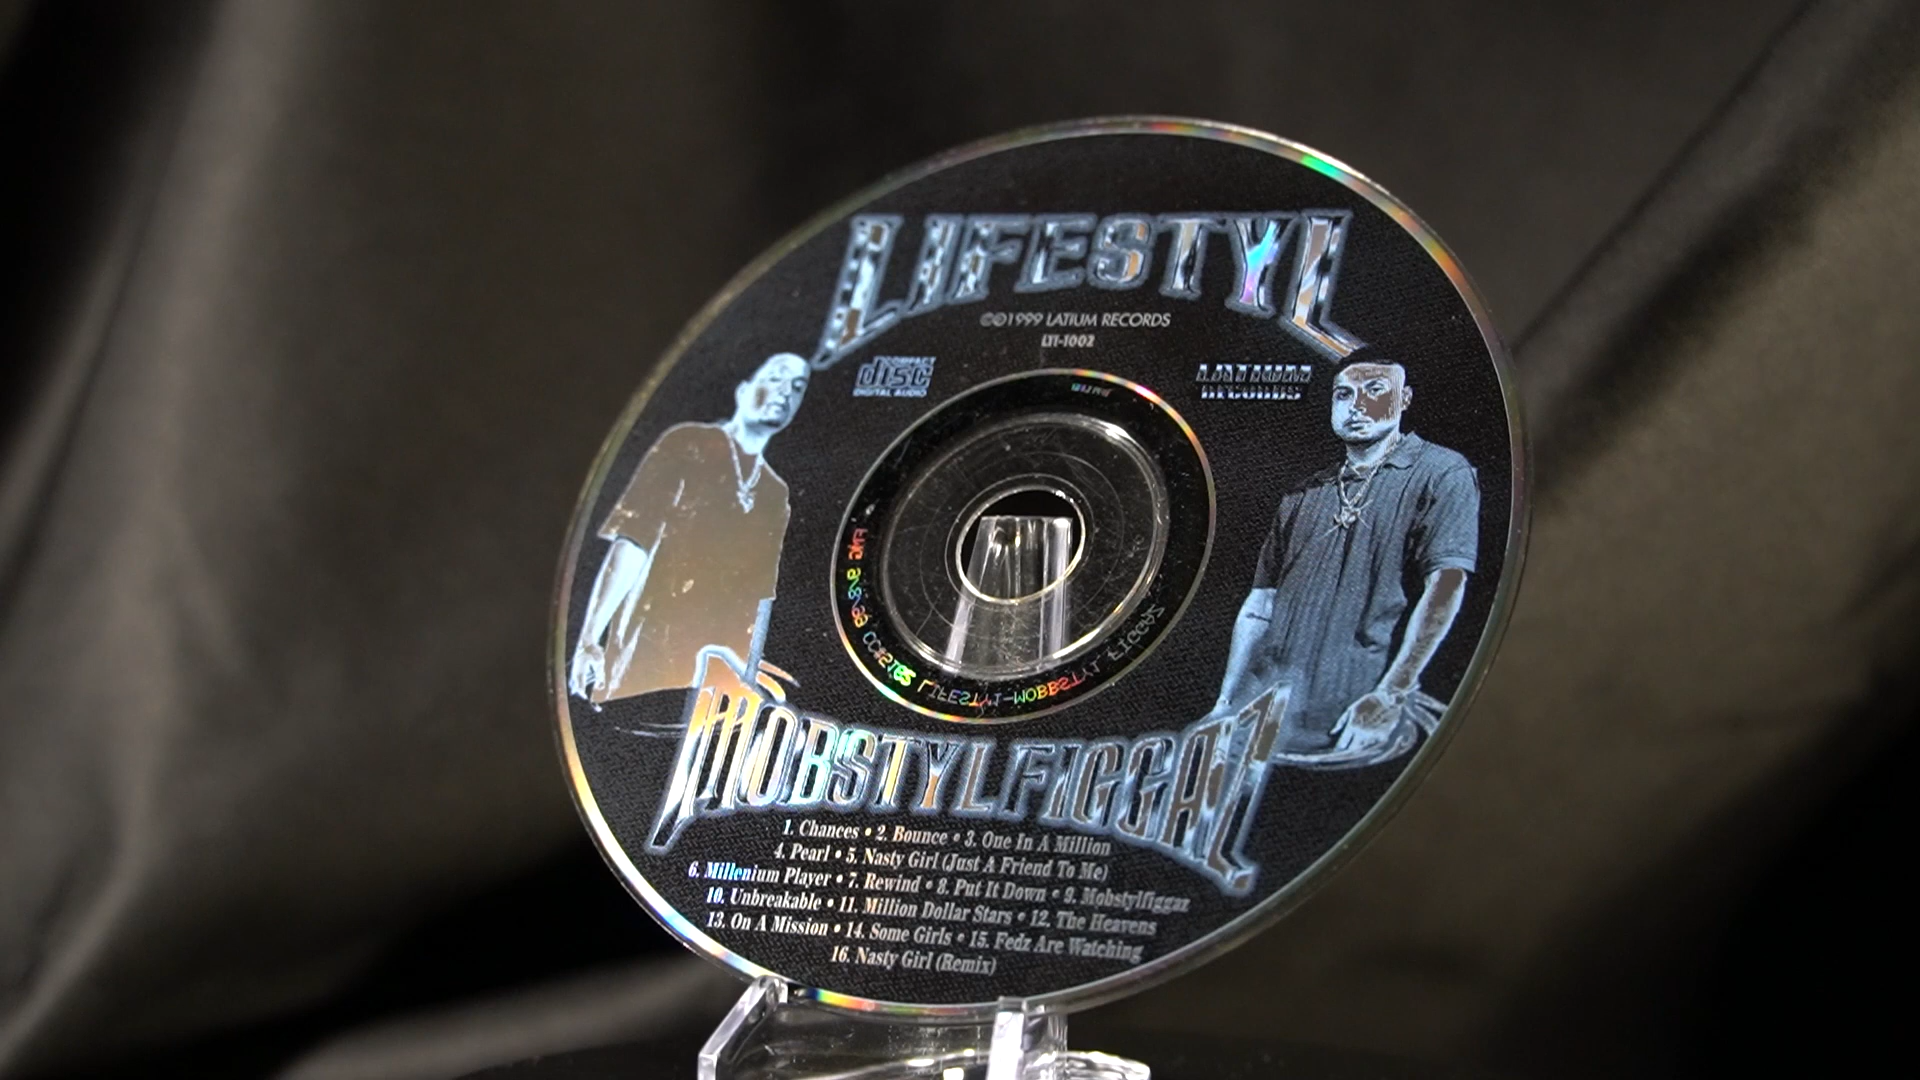 LIFESTYL
©℗1999 LATIUM RECORDS
LTI-1002
COMPACT
disc
DIGITAL AUDIO
LATIUM
RECORDS
LIFESTYL-MOBBSTYL FIGGAZ
MOBSTYLFIGGAZ
1. Chances • 2. Bounce • 3. One In A Million
4. Pearl • 5. Nasty Girl (Just A Friend To Me)
6. Millenium Player • 7. Rewind • 8. Put It Down • 9. Mobstylfiggaz
10. Unbreakable • 11. Million Dollar Stars • 12. The Heavens
13. On A Mission • 14. Some Girls • 15. Fedz Are Watching
16. Nasty Girl (Remix)